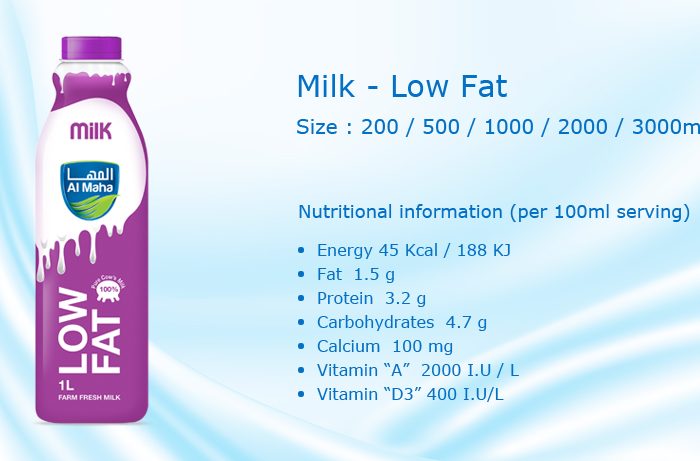 Milk - Low Fat
Size : 200 / 500 / 1000 / 2000 / 3000m
Nutritional information (per 100ml serving)
Energy 45 Kcal / 188 KJ
Fat 1.5 g
Protein 3.2 g
Carbohydrates 4.7 g
Calcium 100 mg
Vitamin “A” 2000 I.U / L
Vitamin “D3” 400 I.U/L
milk
المها
Al Maha
Pure Cow's Milk
100%
LOW
FAT
1L
FARM FRESH MILK